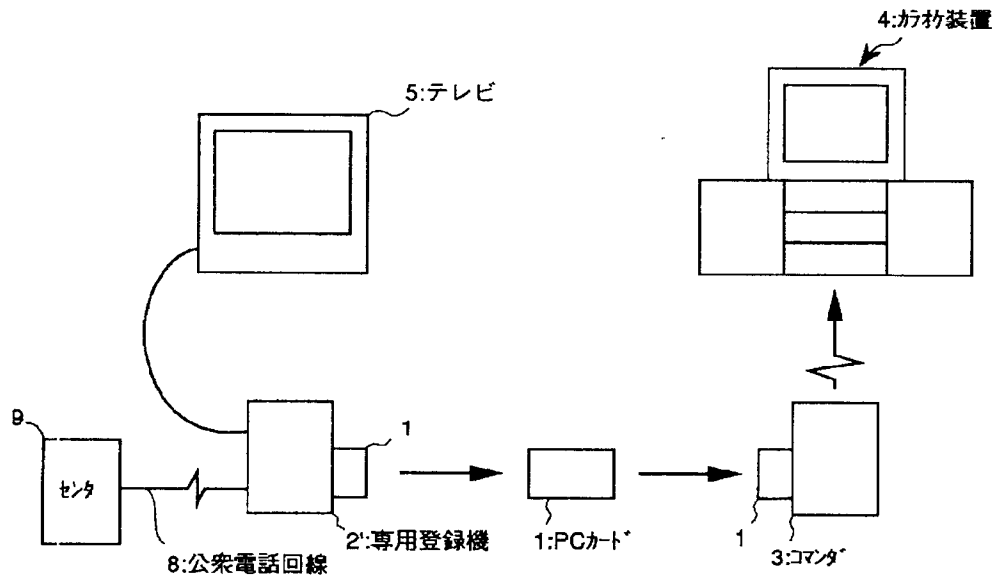 4:ｶﾗｵｹ装置
5:テレビ
9
センタ
1
2':専用登録機
1:PCｶｰﾄﾞ
1
3:ｺﾏﾝﾀﾞ
8:公衆電話回線